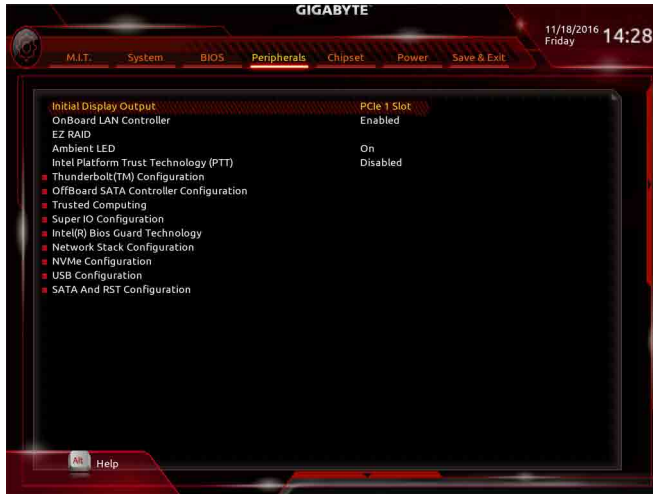 GIGABYTE™
11/18/2016 14:28
Friday
M.I.T. System BIOS Peripherals Chipset Power Save & Exit
Initial Display Output PCIe 1 Slot
OnBoard LAN Controller Enabled
EZ RAID
Ambient LED On
Intel Platform Trust Technology (PTT) Disabled
Thunderbolt(TM) Configuration
OffBoard SATA Controller Configuration
Trusted Computing
Super IO Configuration
Intel(R) Bios Guard Technology
Network Stack Configuration
NVMe Configuration
USB Configuration
SATA And RST Configuration
Alt Help